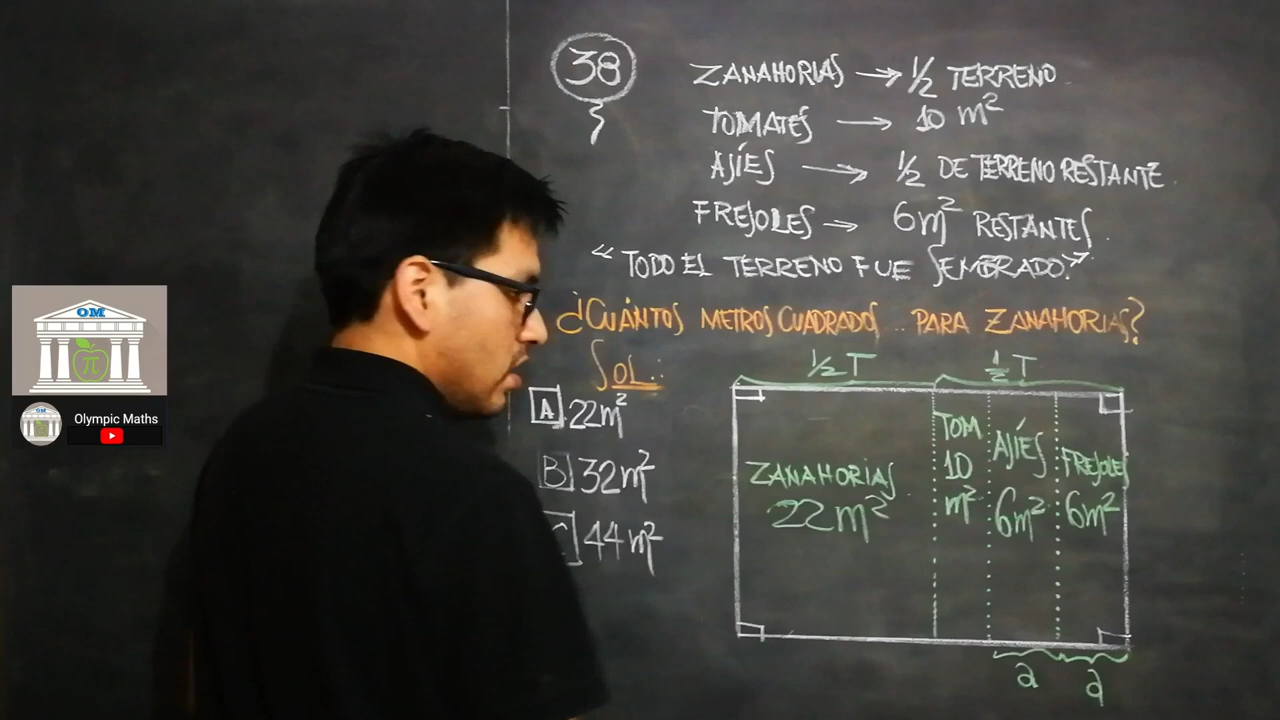 38
ZANAHORIAS → 1/2 TERRENO
TOMATES → 10 m²
AJÍES → 1/2 DE TERRENO RESTANTE
FREJOLES → 6m² RESTANTES.
"TODO EL TERRENO FUE SEMBRADO."
¿CUÁNTOS METROS CUADRADOS... PARA ZANAHORIAS?
SOL.:
A 22m²
B 32m²
C 44m²
1/2 T
1/2 T
ZANAHORIAS
22m²
TOM
10
m²
AJÍES
6m²
FREJOLES
6m²
a
a
OM
π
OM
Olympic Maths